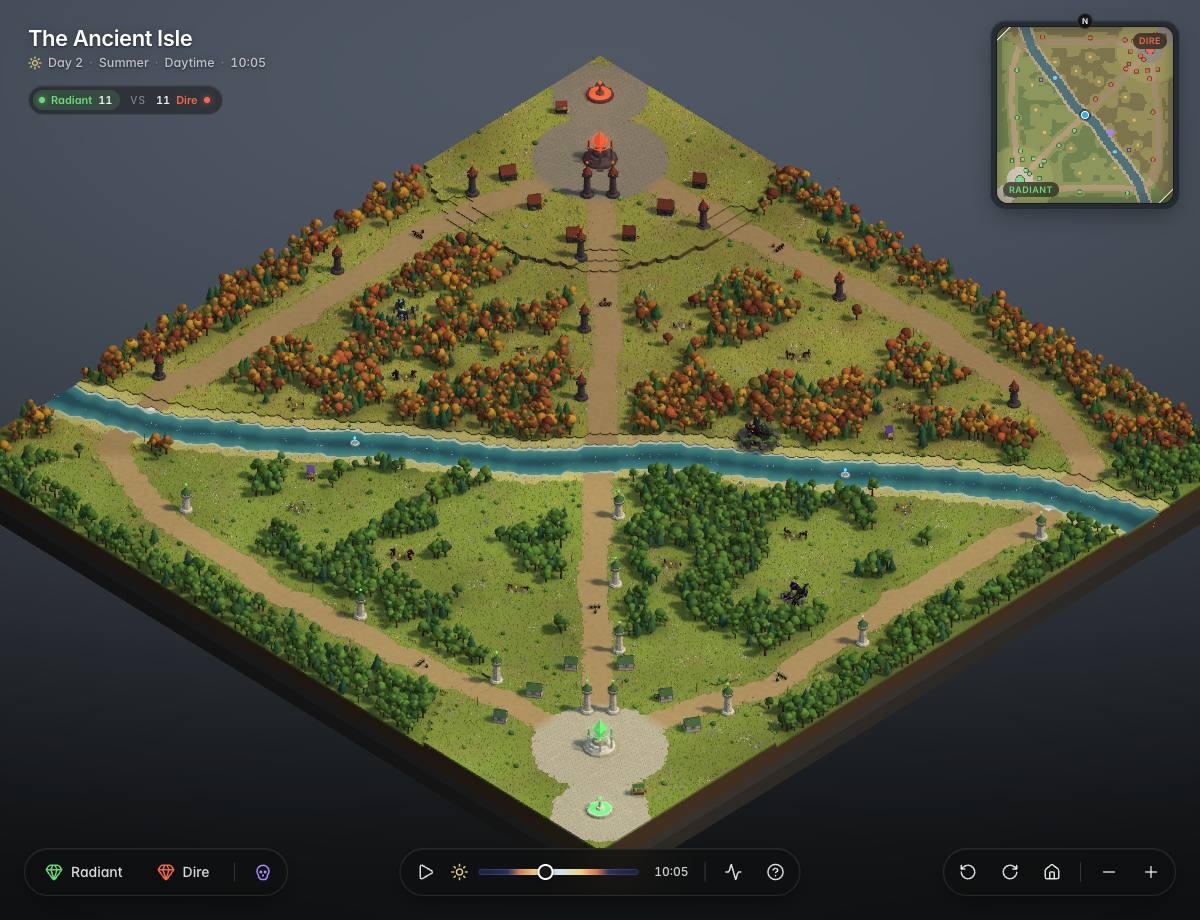 The Ancient Isle
Day 2 · Summer · Daytime · 10:05
Radiant 11 VS 11 Dire
N
DIRE
RADIANT
Radiant Dire
10:05